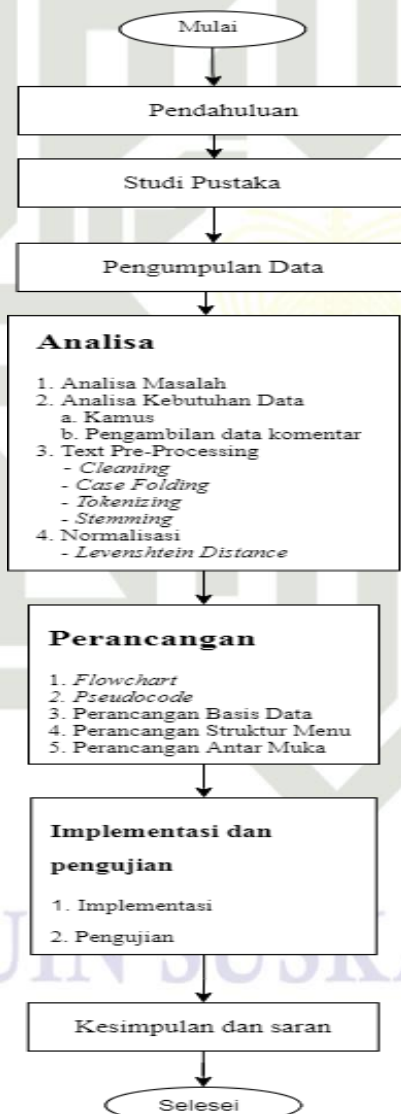 Mulai
Pendahuluan
Studi Pustaka
Pengumpulan Data
Analisa
1. Analisa Masalah
2. Analisa Kebutuhan Data
a. Kamus
b. Pengambilan data komentar
3. Text Pre-Processing
- Cleaning
- Case Folding
- Tokenizing
- Stemming
4. Normalisasi
- Levenshtein Distance
Perancangan
1. Flowchart
2. Pseudocode
3. Perancangan Basis Data
4. Perancangan Struktur Menu
5. Perancangan Antar Muka
Implementasi dan
pengujian
1. Implementasi
2. Pengujian
UIN SUSKA
Kesimpulan dan saran
Selesei